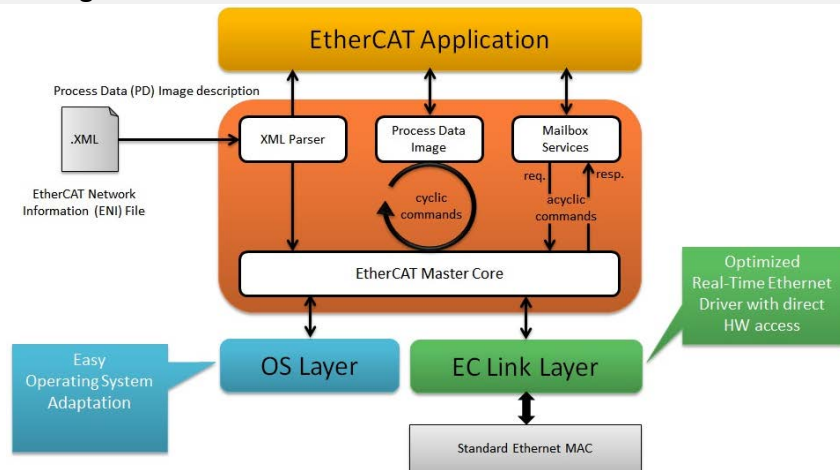 EtherCAT Application
Process Data (PD) Image description
.XML
EtherCAT Network
Information (ENI) File
XML Parser
Process Data
Image
Mailbox
Services
req.
resp.
cyclic
commands
acyclic
commands
EtherCAT Master Core
Optimized
Real-Time Ethernet
Driver with direct
HW access
Easy
Operating System
Adaptation
OS Layer
EC Link Layer
Standard Ethernet MAC